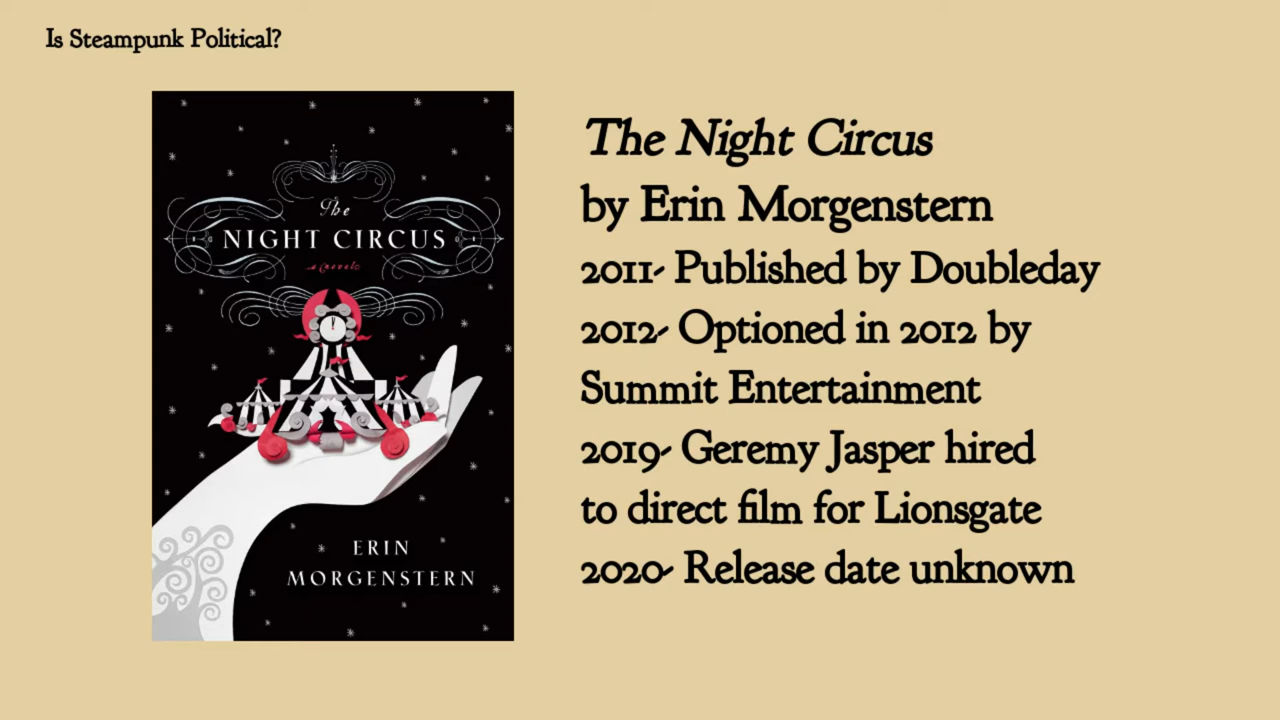 Is Steampunk Political?
The
NIGHT CIRCUS
a novel
ERIN
MORGENSTERN
The Night Circus
by Erin Morgenstern
2011- Published by Doubleday
2012- Optioned in 2012 by
Summit Entertainment
2019- Geremy Jasper hired
to direct film for Lionsgate
2020- Release date unknown